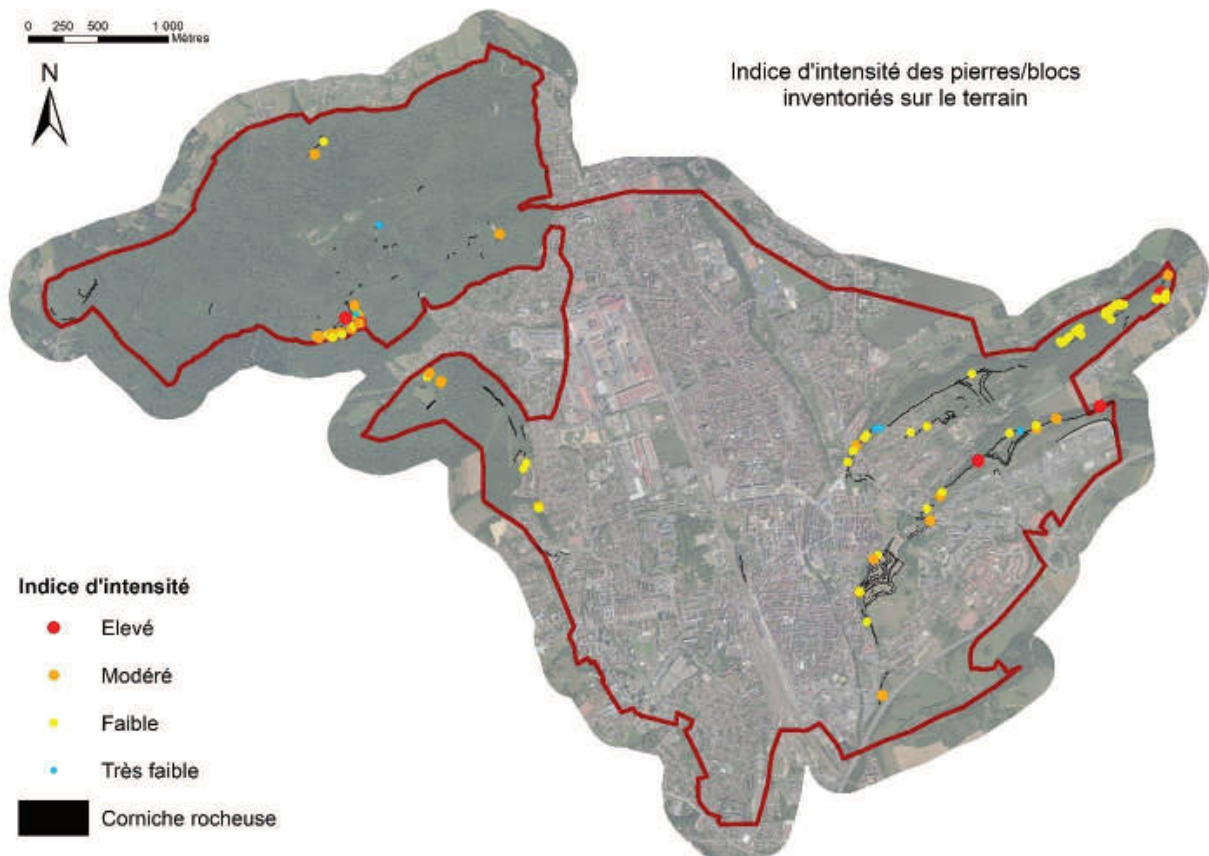 0 250 500 1 000
Mètres
N
Indice d'intensité des pierres/blocs
inventoriés sur le terrain
Indice d'intensité
Elevé
Modéré
Faible
Très faible
Corniche rocheuse